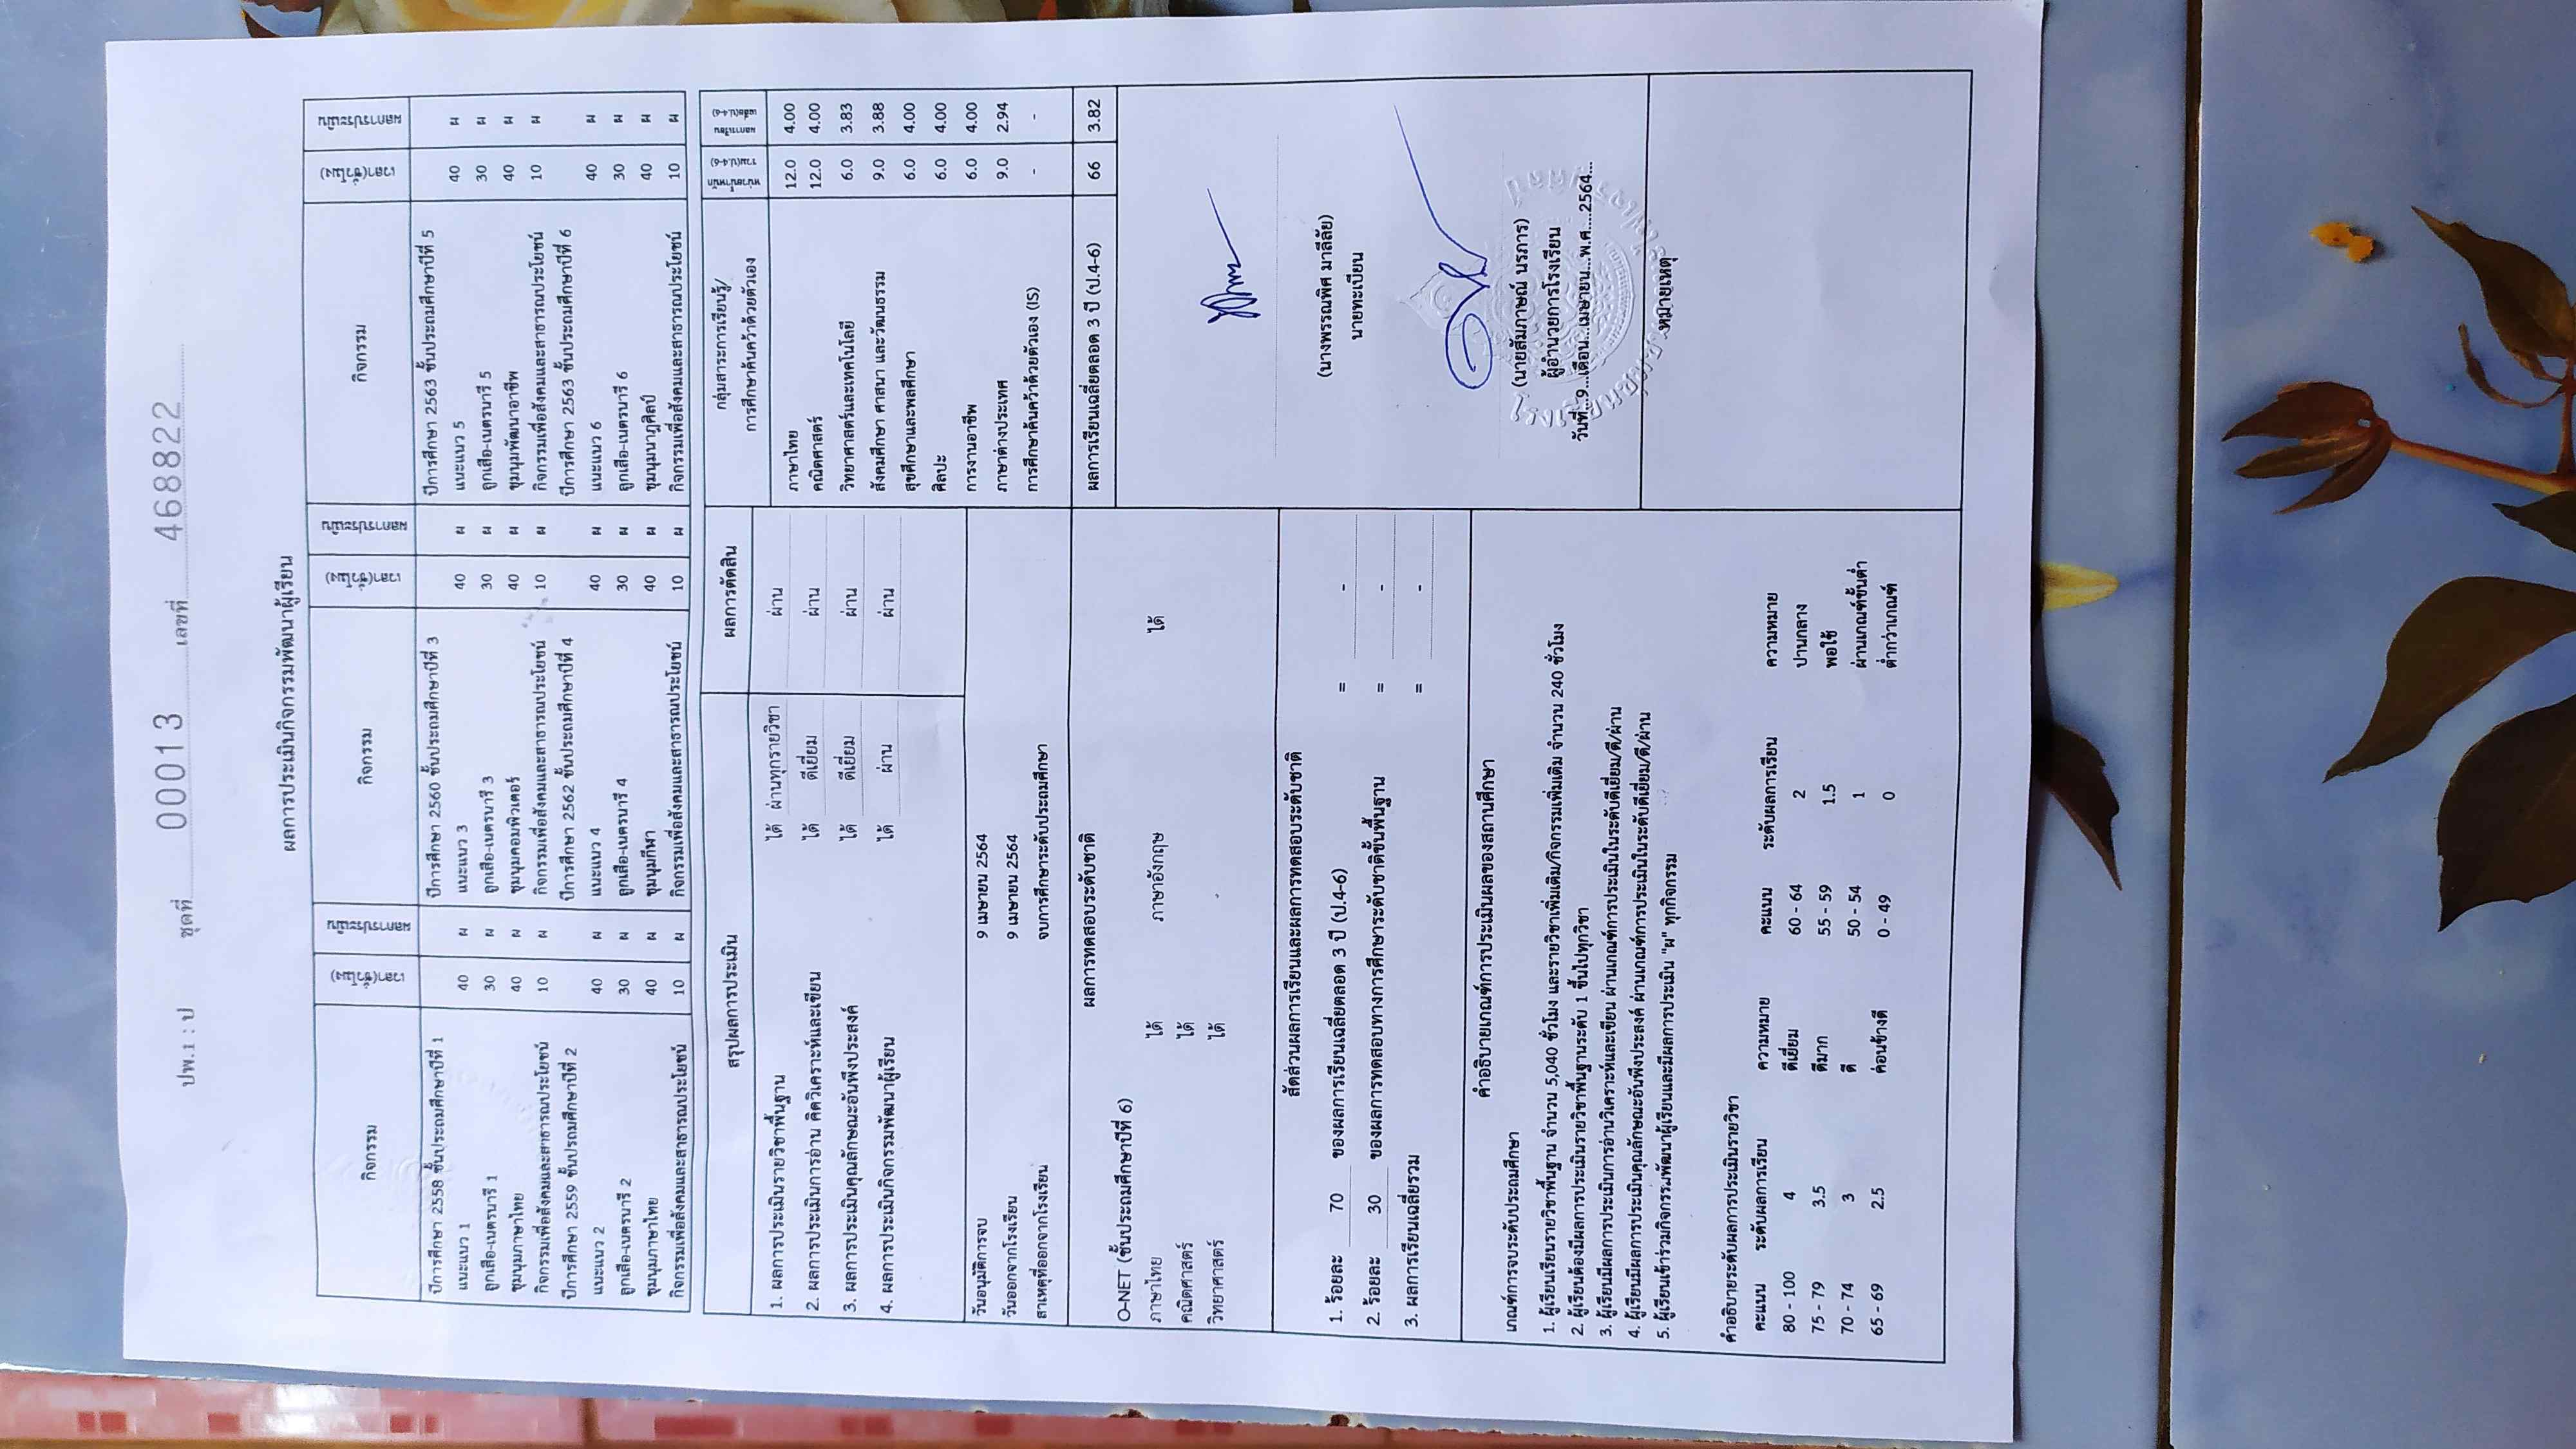 ปพ.1 : ป ชุดที่ 00013 เลขที่ 468822
ผลการประเมินกิจกรรมพัฒนาผู้เรียน
กิจกรรม เวลา(ชั่วโมง) ผลการประเมิน กิจกรรม เวลา(ชั่วโมง) ผลการประเมิน กิจกรรม เวลา(ชั่วโมง) ผลการประเมิน
ปีการศึกษา 2558 ชั้นประถมศึกษาปีที่ 1 ปีการศึกษา 2560 ชั้นประถมศึกษาปีที่ 3 ปีการศึกษา 2563 ชั้นประถมศึกษาปีที่ 5
แนะแนว 1 40 ผ แนะแนว 3 40 ผ แนะแนว 5 40 ผ
ลูกเสือ-เนตรนารี 1 30 ผ ลูกเสือ-เนตรนารี 3 30 ผ ลูกเสือ-เนตรนารี 5 30 ผ
ชุมนุมภาษาไทย 40 ผ ชุมนุมคอมพิวเตอร์ 40 ผ ชุมนุมพัฒนาอาชีพ 40 ผ
กิจกรรมเพื่อสังคมและสาธารณประโยชน์ 10 ผ กิจกรรมเพื่อสังคมและสาธารณประโยชน์ 10 ผ กิจกรรมเพื่อสังคมและสาธารณประโยชน์ 10 ผ
ปีการศึกษา 2559 ชั้นประถมศึกษาปีที่ 2 ปีการศึกษา 2562 ชั้นประถมศึกษาปีที่ 4 ปีการศึกษา 2563 ชั้นประถมศึกษาปีที่ 6
แนะแนว 2 40 ผ แนะแนว 4 40 ผ แนะแนว 6 40 ผ
ลูกเสือ-เนตรนารี 2 30 ผ ลูกเสือ-เนตรนารี 4 30 ผ ลูกเสือ-เนตรนารี 6 30 ผ
ชุมนุมภาษาไทย 40 ผ ชุมนุมกีฬา 40 ผ ชุมนุมนาฏศิลป์ 40 ผ
กิจกรรมเพื่อสังคมและสาธารณประโยชน์ 10 ผ กิจกรรมเพื่อสังคมและสาธารณประโยชน์ 10 ผ กิจกรรมเพื่อสังคมและสาธารณประโยชน์ 10 ผ
สรุปผลการประเมิน ผลการตัดสิน
1. ผลการประเมินรายวิชาพื้นฐาน ได้ ผ่านทุกรายวิชา ผ่าน
2. ผลการประเมินการอ่าน คิดวิเคราะห์และเขียน ได้ ดีเยี่ยม ผ่าน
3. ผลการประเมินคุณลักษณะอันพึงประสงค์ ได้ ดีเยี่ยม ผ่าน
4. ผลการประเมินกิจกรรมพัฒนาผู้เรียน ได้ ผ่าน ผ่าน
วันอนุมัติการจบ 9 เมษายน 2564
วันออกจากโรงเรียน 9 เมษายน 2564
สาเหตุที่ออกจากโรงเรียน จบการศึกษาระดับประถมศึกษา
ผลการทดสอบระดับชาติ
O-NET (ชั้นประถมศึกษาปีที่ 6)
ภาษาไทย ได้ ภาษาอังกฤษ ได้
คณิตศาสตร์ ได้
วิทยาศาสตร์ ได้ -
สัดส่วนผลการเรียนและผลการทดสอบระดับชาติ
1. ร้อยละ 70 ของผลการเรียนเฉลี่ยตลอด 3 ปี (ป.4-6) = -
2. ร้อยละ 30 ของผลการทดสอบทางการศึกษาระดับชาติขั้นพื้นฐาน = -
3. ผลการเรียนเฉลี่ยรวม = -
คำอธิบายเกณฑ์การประเมินผลของสถานศึกษา
เกณฑ์การจบระดับประถมศึกษา
1. ผู้เรียนเรียนรายวิชาพื้นฐาน จำนวน 5,040 ชั่วโมง และรายวิชาเพิ่มเติม/กิจกรรมเพิ่มเติม จำนวน 240 ชั่วโมง
2. ผู้เรียนต้องมีผลการประเมินรายวิชาพื้นฐานระดับ 1 ขึ้นไปทุกวิชา
3. ผู้เรียนมีผลการประเมินการอ่านวิเคราะห์และเขียน ผ่านเกณฑ์การประเมินในระดับดีเยี่ยม/ดี/ผ่าน
4. ผู้เรียนมีผลการประเมินคุณลักษณะอันพึงประสงค์ ผ่านเกณฑ์การประเมินในระดับดีเยี่ยม/ดี/ผ่าน
5. ผู้เรียนเข้าร่วมกิจกรรมพัฒนาผู้เรียนและมีผลการประเมิน "ผ" ทุกกิจกรรม
คำอธิบายระดับผลการประเมินรายวิชา
คะแนน ระดับผลการเรียน ความหมาย คะแนน ระดับผลการเรียน ความหมาย
80 - 100 4 ดีเยี่ยม 60 - 64 2 ปานกลาง
75 - 79 3.5 ดีมาก 55 - 59 1.5 พอใช้
70 - 74 3 ดี 50 - 54 1 ผ่านเกณฑ์ขั้นต่ำ
65 - 69 2.5 ค่อนข้างดี 0 - 49 0 ต่ำกว่าเกณฑ์
กลุ่มสาระการเรียนรู้/ หน่วยน้ำหนัก ผลการเรียน
การศึกษาค้นคว้าด้วยตัวเอง รวม(ป.4-6) เฉลี่ย(ป.4-6)
ภาษาไทย 12.0 4.00
คณิตศาสตร์ 12.0 4.00
วิทยาศาสตร์และเทคโนโลยี 6.0 3.83
สังคมศึกษา ศาสนา และวัฒนธรรม 9.0 3.88
สุขศึกษาและพลศึกษา 6.0 4.00
ศิลปะ 6.0 4.00
การงานอาชีพ 6.0 4.00
ภาษาต่างประเทศ 9.0 2.94
การศึกษาค้นคว้าด้วยตัวเอง (IS) - -
ผลการเรียนเฉลี่ยตลอด 3 ปี (ป.4-6) 66 3.82
(นางพรรณพิศ มาลีลัย)
นายทะเบียน
(นายสัมภาษณ์ นรภาร)
ผู้อำนวยการโรงเรียน
วันที่...9...เดือน...เมษายน...พ.ศ....2564...
หมายเหตุ